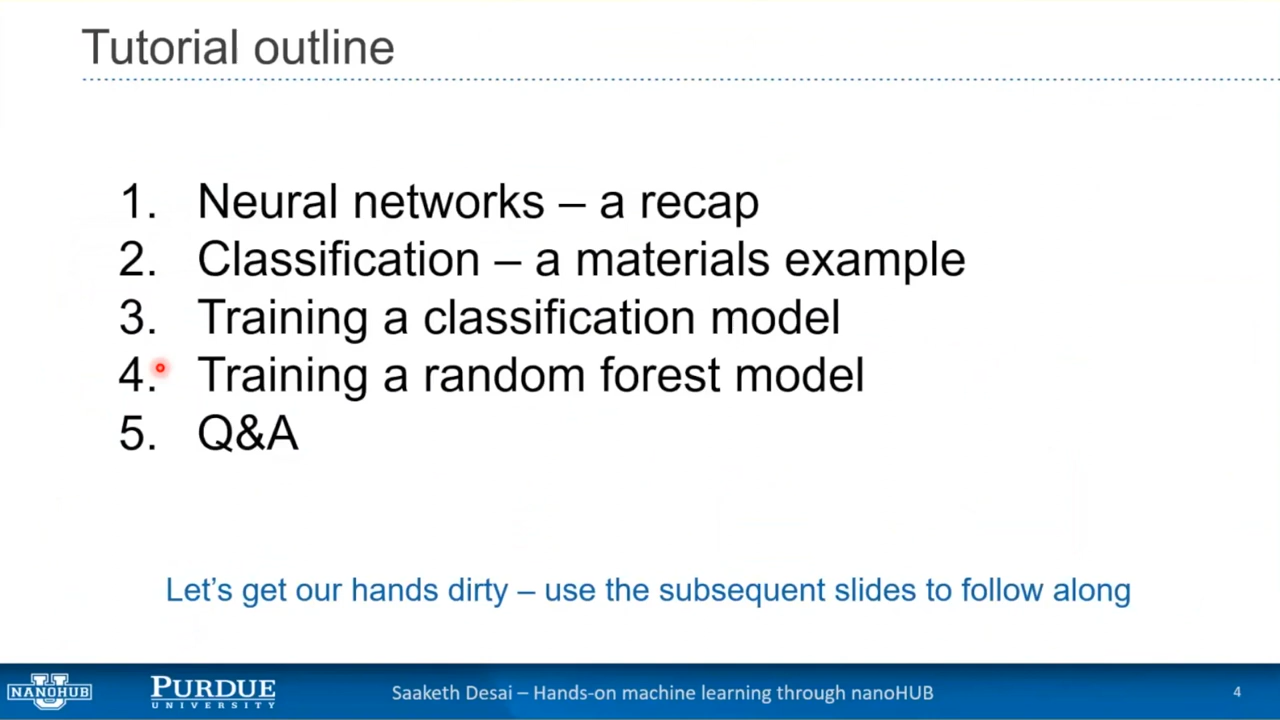 Tutorial outline
1. Neural networks – a recap
2. Classification – a materials example
3. Training a classification model
4. Training a random forest model
5. Q&A
Let's get our hands dirty – use the subsequent slides to follow along
NANOHUB
PURDUE
UNIVERSITY
Saaketh Desai – Hands-on machine learning through nanoHUB
4